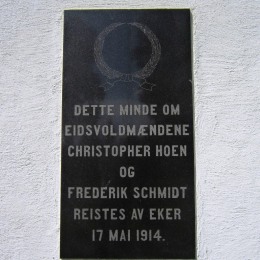 DETTE MINDE OM
EIDSVOLDMÆNDENE
CHRISTOPHER HOEN
OG
FREDERIK SCHMIDT
REISTES AV EKER
17 MAI 1914.